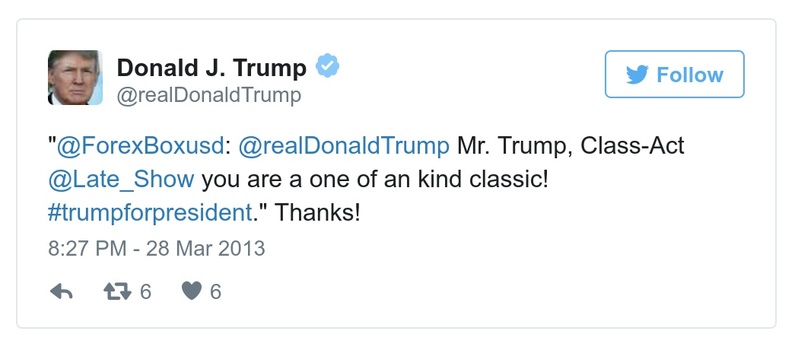 Donald J. Trump
@realDonaldTrump
Follow
"@ForexBoxusd: @realDonaldTrump Mr. Trump, Class-Act
@Late_Show you are a one of an kind classic!
#trumpforpresident." Thanks!
8:27 PM - 28 Mar 2013
6 6